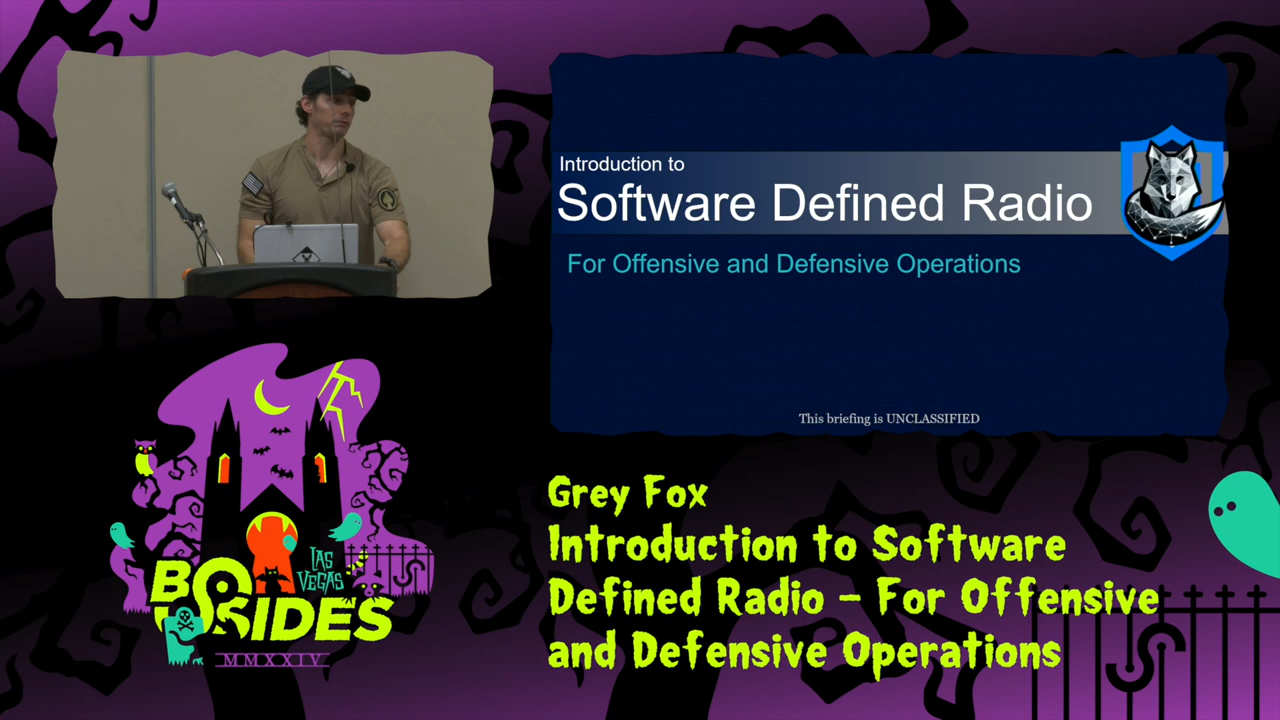 Introduction to
Software Defined Radio
For Offensive and Defensive Operations
This briefing is UNCLASSIFIED
LAS
VEGAS
BSIDES
MMXXIV
Grey Fox
Introduction to Software
Defined Radio – For Offensive
and Defensive Operations